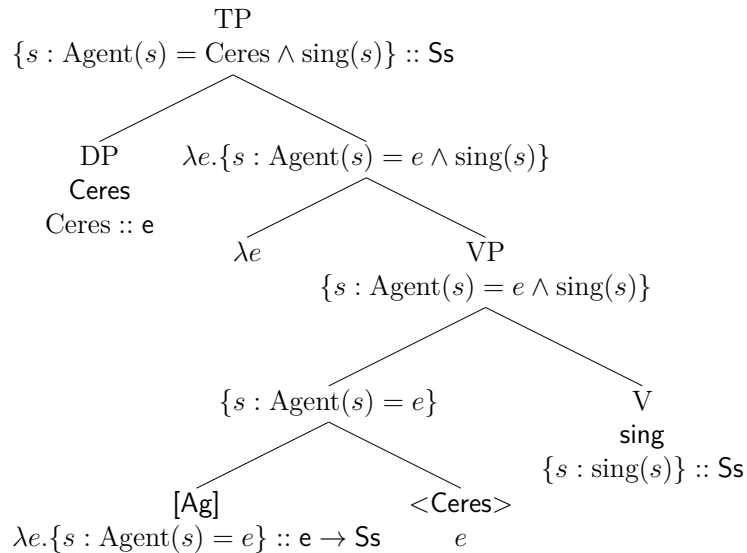 TP
{s : Agent(s) = Ceres ∧ sing(s)} :: Ss
DP
Ceres
Ceres :: e
λe.{s : Agent(s) = e ∧ sing(s)}
λe
VP
{s : Agent(s) = e ∧ sing(s)}
{s : Agent(s) = e}
V
sing
{s : sing(s)} :: Ss
[Ag]
λe.{s : Agent(s) = e} :: e → Ss
<Ceres>
e